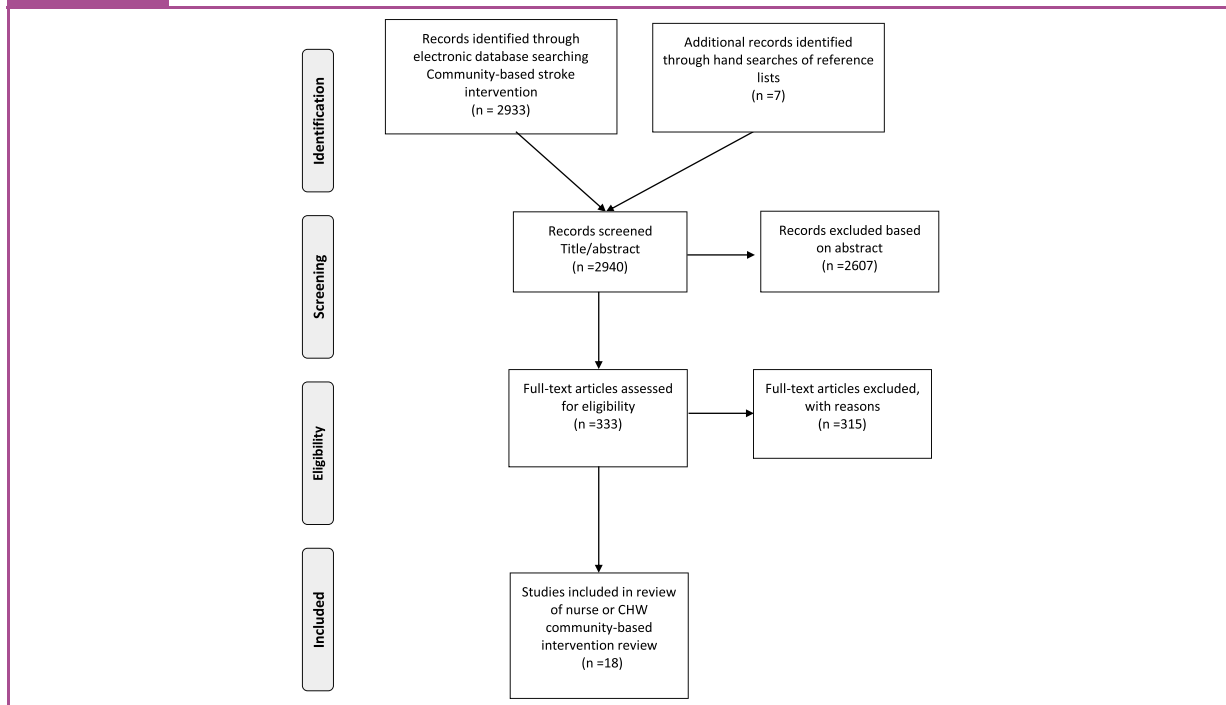 Identification
Records identified through
electronic database searching
Community-based stroke
intervention
(n = 2933)
Additional records identified
through hand searches of reference
lists
(n =7)
Screening
Records screened
Title/abstract
(n =2940)
Records excluded based
on abstract
(n =2607)
Eligibility
Full-text articles assessed
for eligibility
(n =333)
Full-text articles excluded,
with reasons
(n =315)
Included
Studies included in review
of nurse or CHW
community-based
intervention review
(n =18)